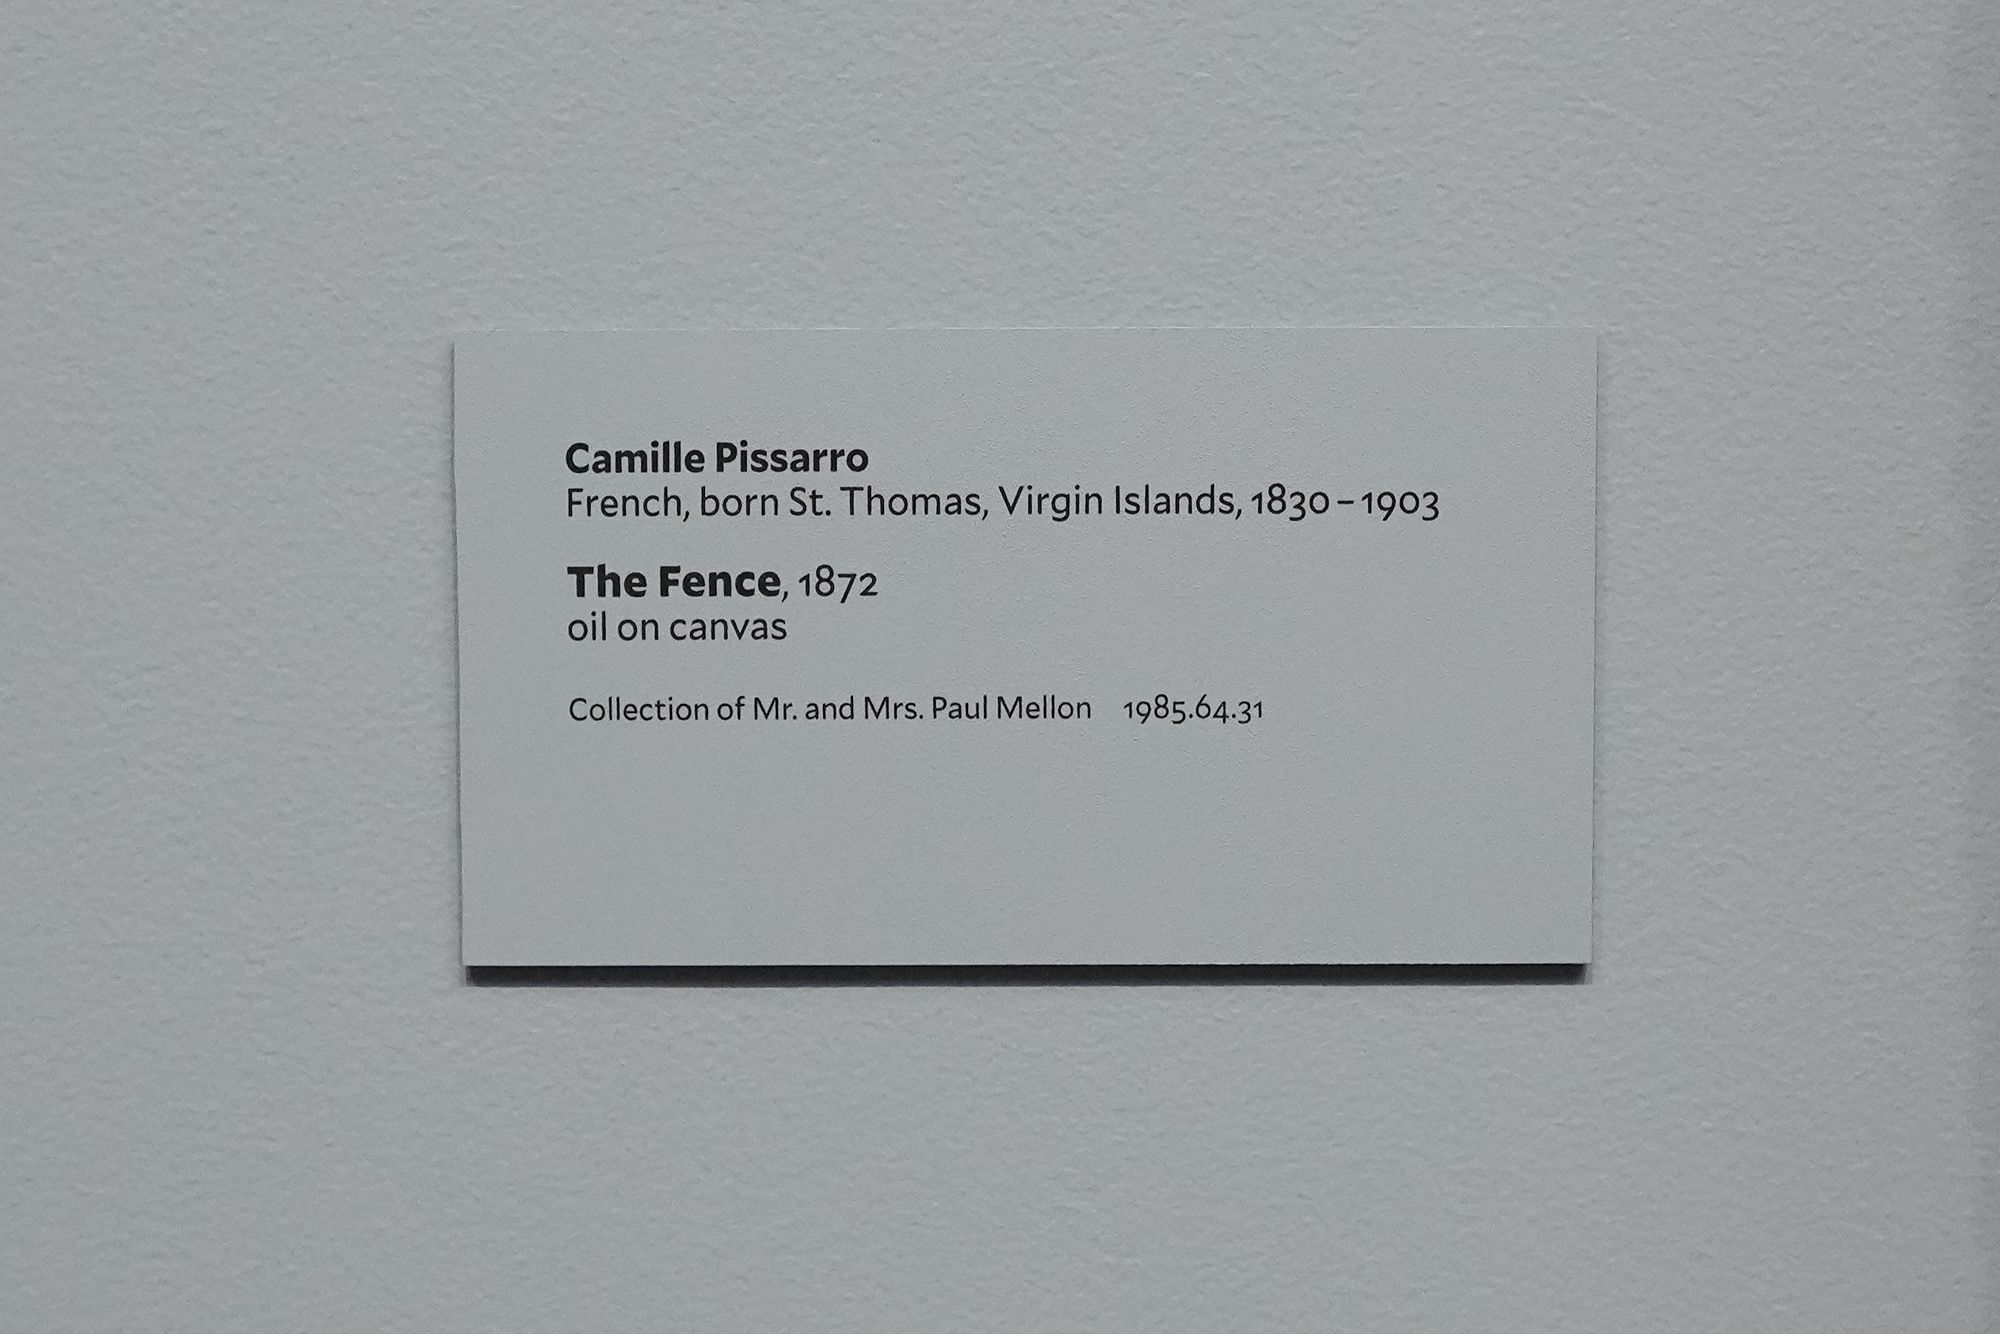 Camille Pissarro
French, born St. Thomas, Virgin Islands, 1830 – 1903
The Fence, 1872
oil on canvas
Collection of Mr. and Mrs. Paul Mellon 1985.64.31